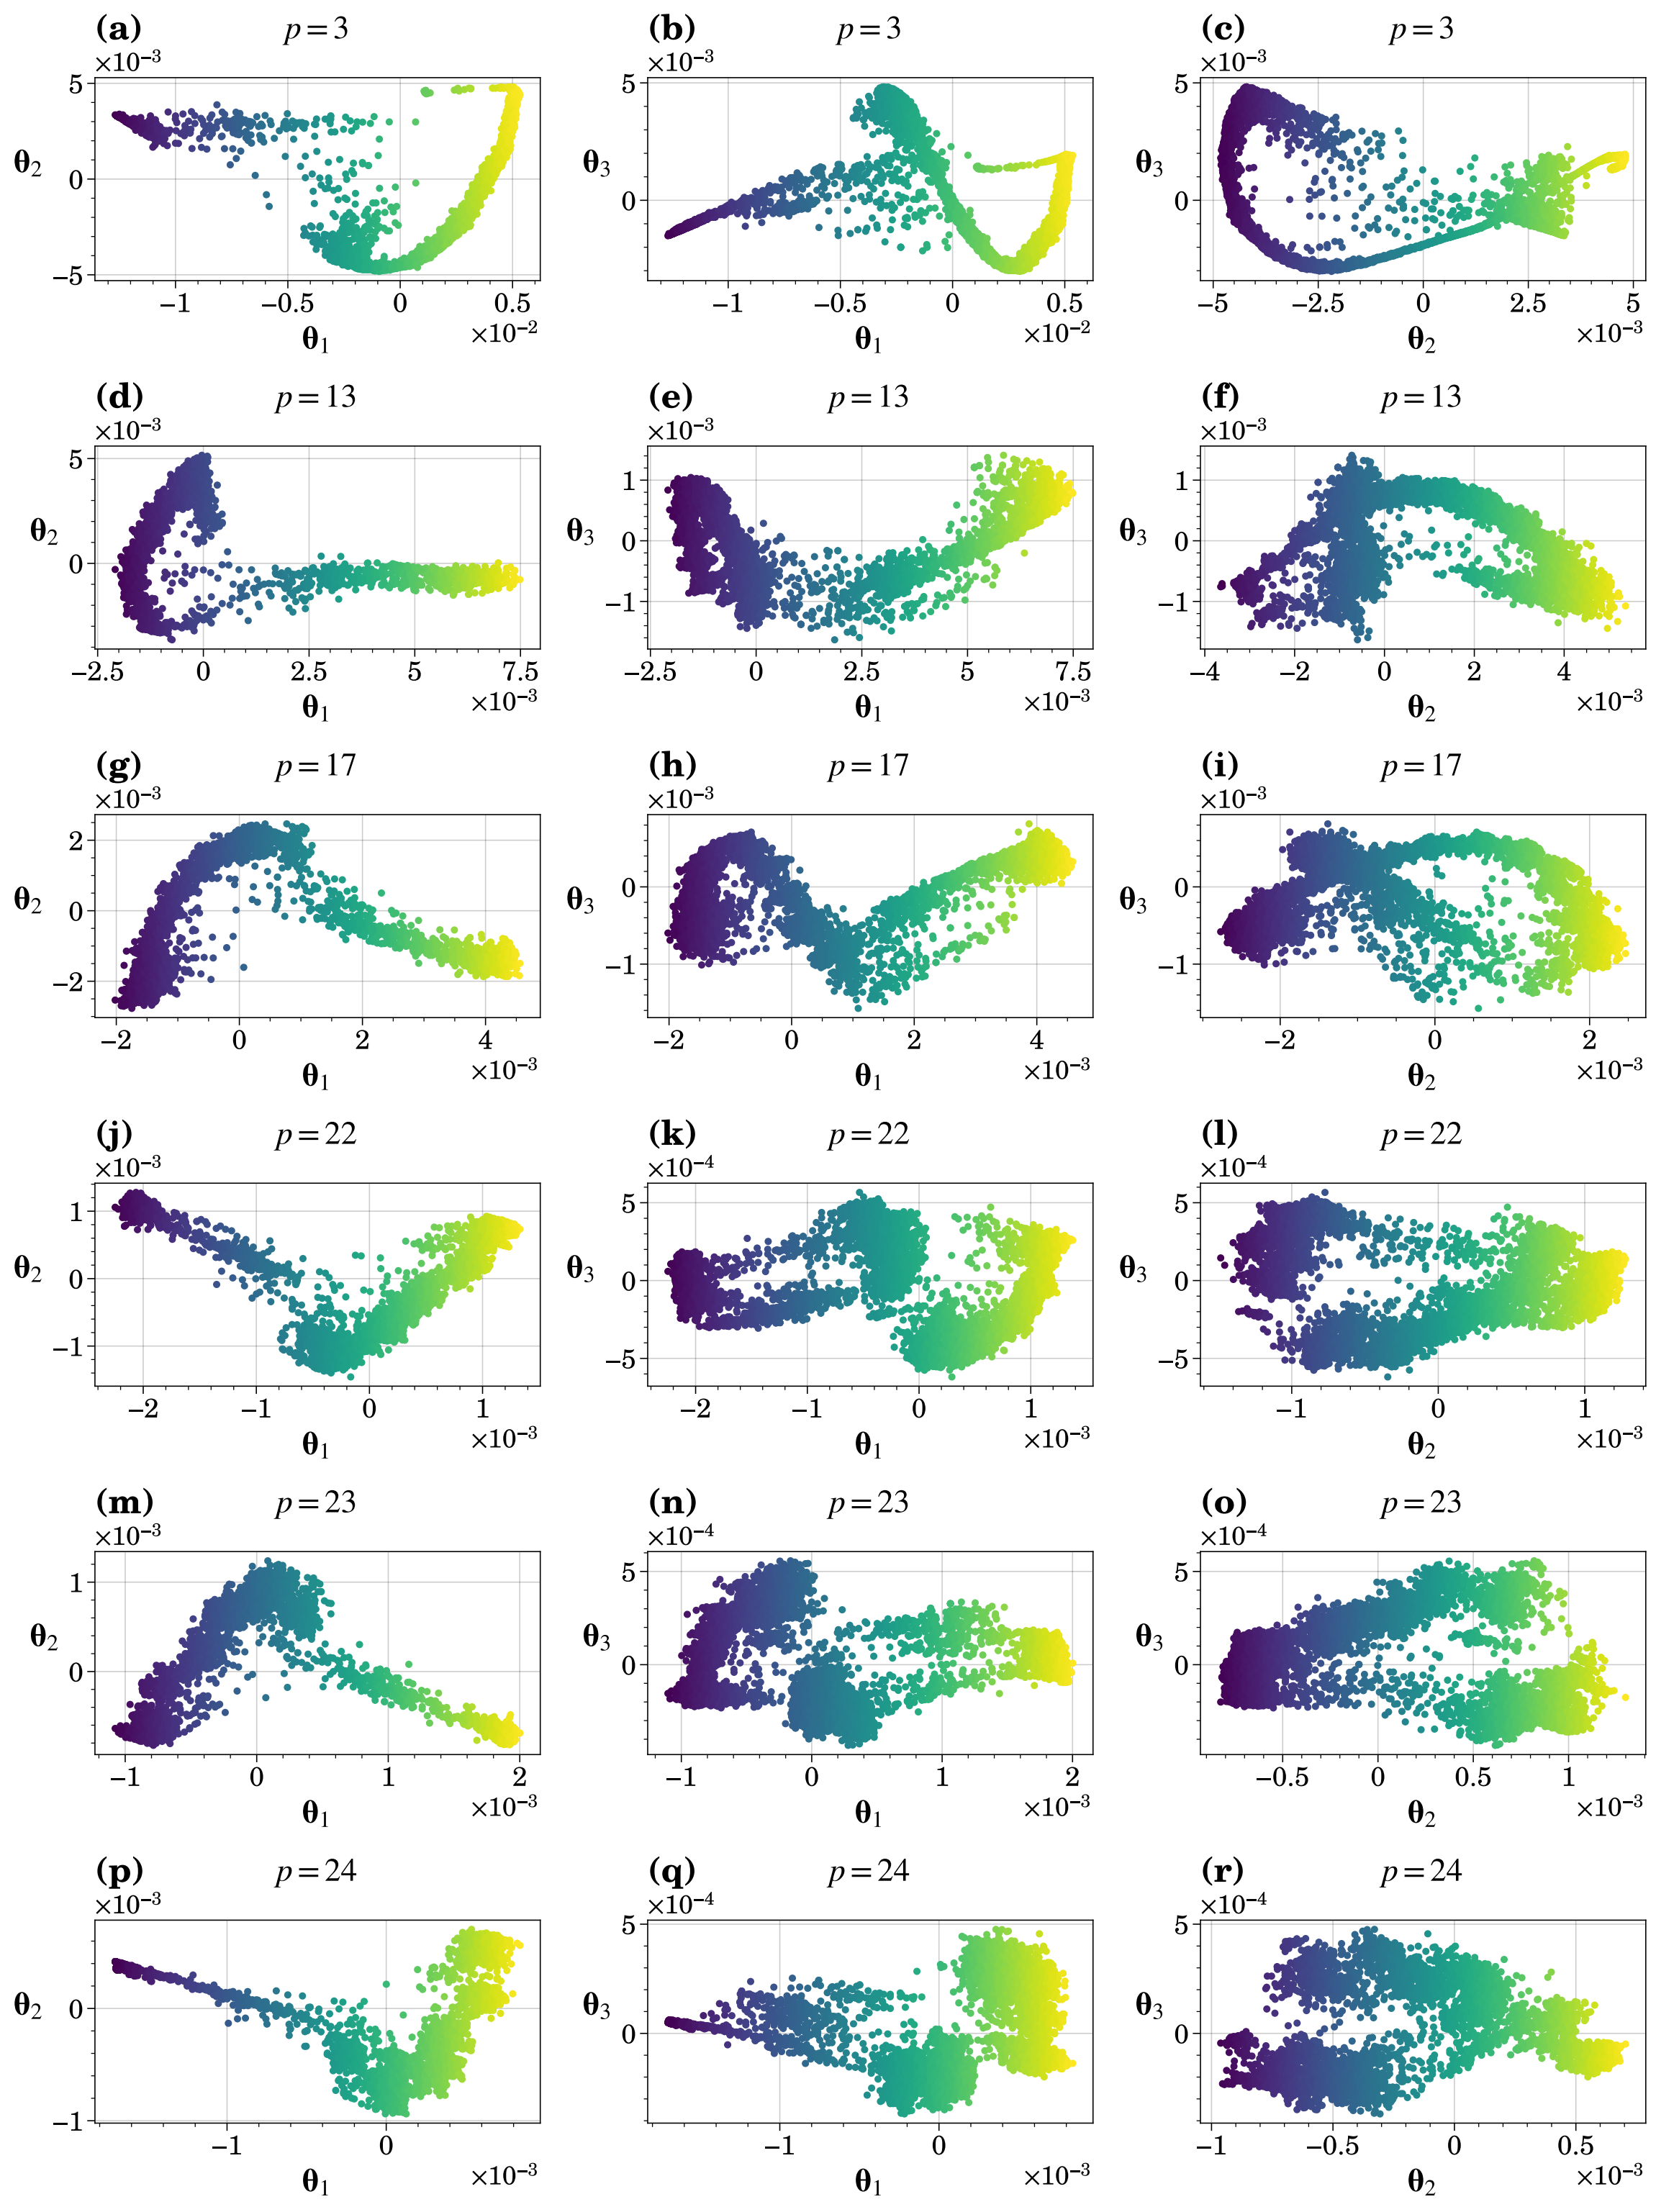 (a) p = 3 (b) p = 3 (c) p = 3
×10⁻³ ×10⁻³ ×10⁻³
5 0 −5 θ₂ −1 −0.5 0 0.5 ×10⁻² θ₁
5 0 θ₃ −1 −0.5 0 0.5 ×10⁻² θ₁
5 0 θ₃ −5 −2.5 0 2.5 5 ×10⁻³ θ₂
(d) p = 13 (e) p = 13 (f) p = 13
×10⁻³ ×10⁻³ ×10⁻³
5 0 θ₂ −2.5 0 2.5 5 7.5 ×10⁻³ θ₁
1 0 −1 θ₃ −2.5 0 2.5 5 7.5 ×10⁻³ θ₁
1 0 −1 θ₃ −4 −2 0 2 4 ×10⁻³ θ₂
(g) p = 17 (h) p = 17 (i) p = 17
×10⁻³ ×10⁻³ ×10⁻³
2 0 −2 θ₂ −2 0 2 4 ×10⁻³ θ₁
0 −1 θ₃ −2 0 2 4 ×10⁻³ θ₁
0 −1 θ₃ −2 0 2 ×10⁻³ θ₂
(j) p = 22 (k) p = 22 (l) p = 22
×10⁻³ ×10⁻⁴ ×10⁻⁴
1 0 −1 θ₂ −2 −1 0 1 ×10⁻³ θ₁
5 0 −5 θ₃ −2 −1 0 1 ×10⁻³ θ₁
5 0 −5 θ₃ −1 0 1 ×10⁻³ θ₂
(m) p = 23 (n) p = 23 (o) p = 23
×10⁻³ ×10⁻⁴ ×10⁻⁴
1 0 θ₂ −1 0 1 2 ×10⁻³ θ₁
5 0 θ₃ −1 0 1 2 ×10⁻³ θ₁
5 0 θ₃ −0.5 0 0.5 1 ×10⁻³ θ₂
(p) p = 24 (q) p = 24 (r) p = 24
×10⁻³ ×10⁻⁴ ×10⁻⁴
0 −1 θ₂ −1 0 ×10⁻³ θ₁
5 0 θ₃ −1 0 ×10⁻³ θ₁
5 0 θ₃ −1 −0.5 0 0.5 ×10⁻³ θ₂